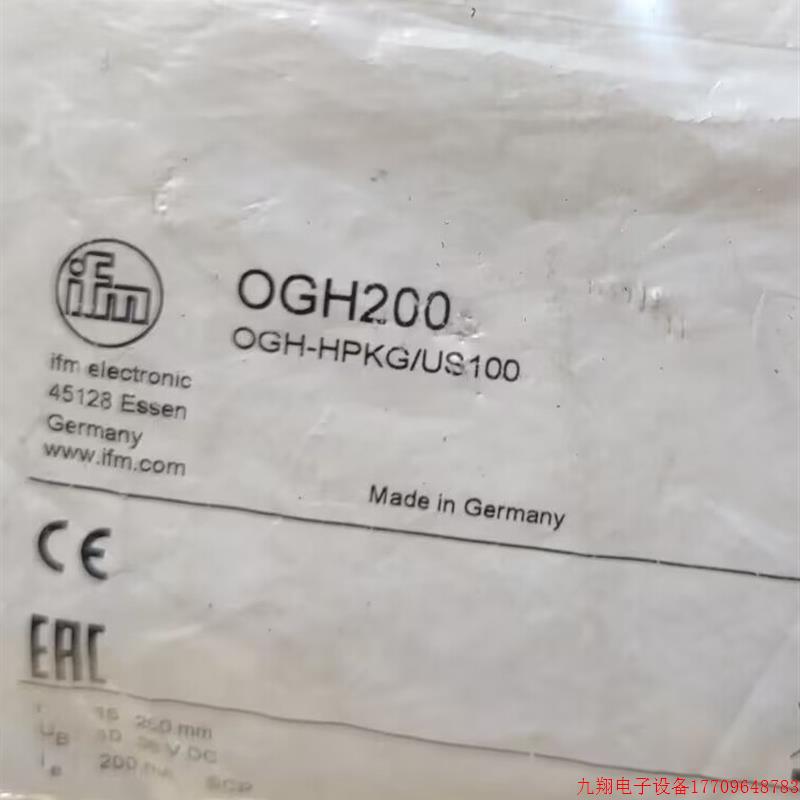 ifm
OGH200
OGH-HPKG/US100
ifm electronic
45128 Essen
Germany
www.ifm.com
Made in Germany
CE
EAC
mm
V DC
200
九翔电子设备17709648783